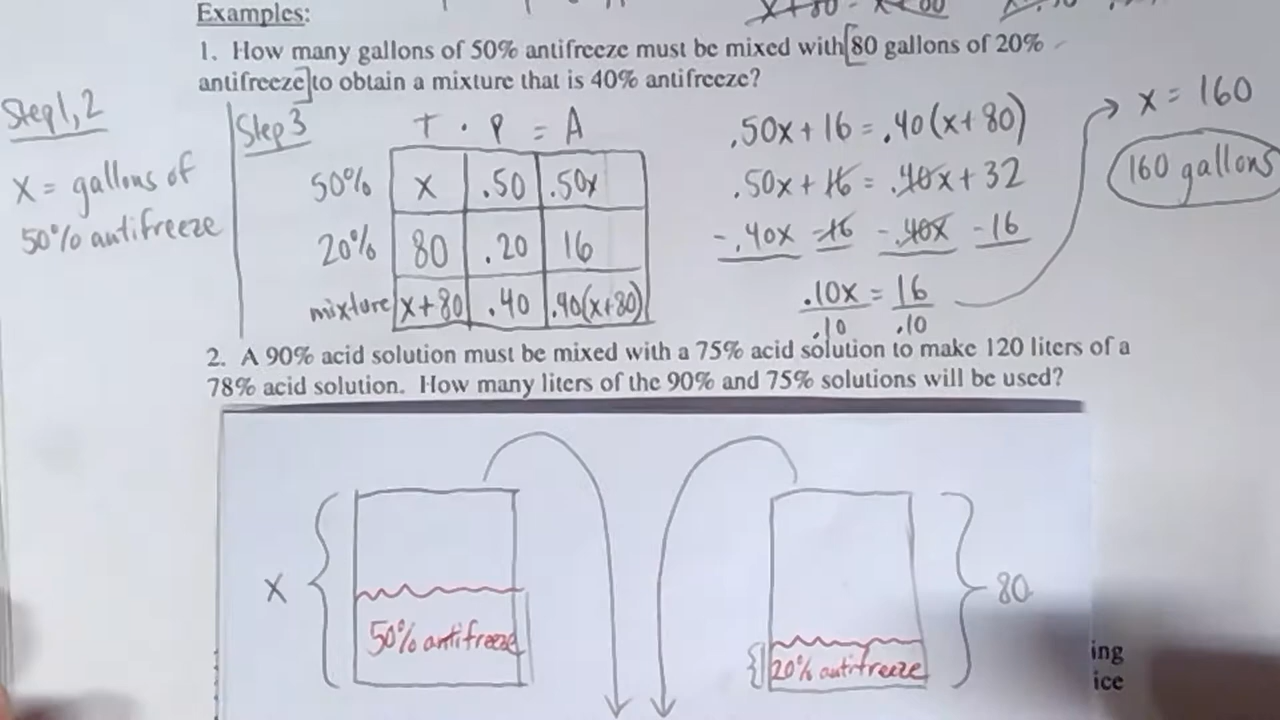 Examples:
1. How many gallons of 50% antifreeze must be mixed with [80 gallons of 20%
antifreeze] to obtain a mixture that is 40% antifreeze?
Step 1, 2
X = gallons of
50% antifreeze
Step 3
T . P = A
50% X .50 .50x
20% 80 .20 16
mixture x+80 .40 .40(x+80)
.50x + 16 = .40(x+80)
.50x + 16 = .40x + 32
-.40x -16 -.40x -16
.10x = 16
.10 .10
x = 160
160 gallons
2. A 90% acid solution must be mixed with a 75% acid solution to make 120 liters of a
78% acid solution. How many liters of the 90% and 75% solutions will be used?
X
50% antifreeze
20% antifreeze
80
ing
ice